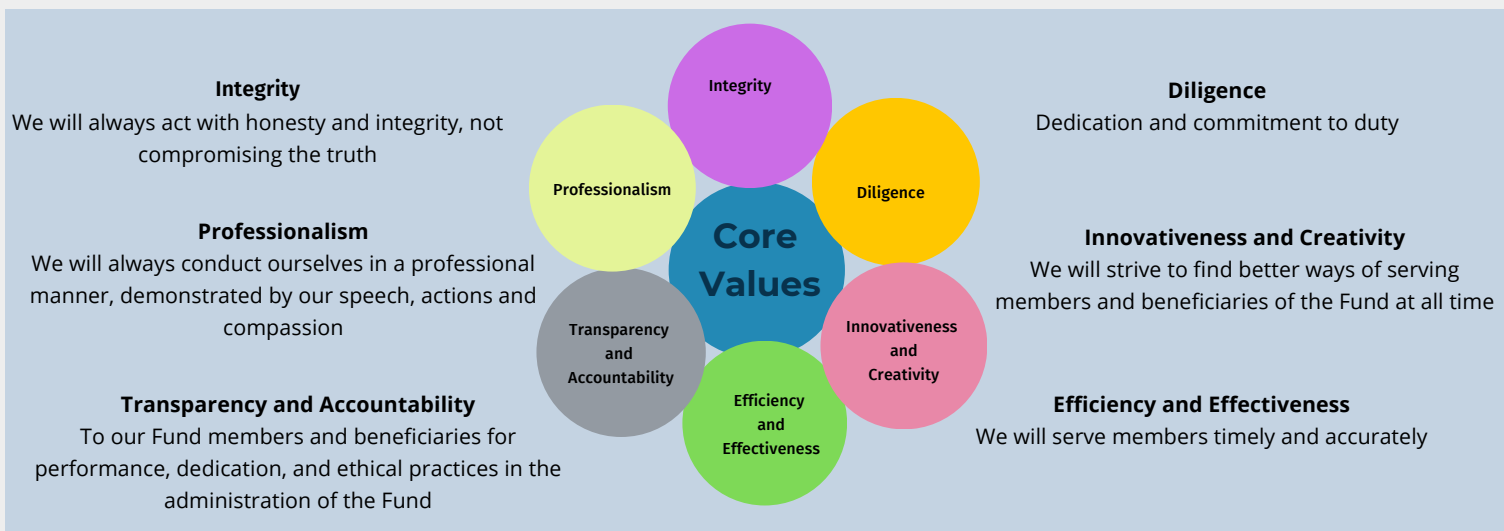 Integrity
We will always act with honesty and integrity, not
compromising the truth
Professionalism
We will always conduct ourselves in a professional
manner, demonstrated by our speech, actions and
compassion
Transparency and Accountability
To our Fund members and beneficiaries for
performance, dedication, and ethical practices in the
administration of the Fund
Integrity
Professionalism
Diligence
Core
Values
Transparency
and
Accountability
Innovativeness
and
Creativity
Efficiency
and
Effectiveness
Diligence
Dedication and commitment to duty
Innovativeness and Creativity
We will strive to find better ways of serving
members and beneficiaries of the Fund at all time
Efficiency and Effectiveness
We will serve members timely and accurately